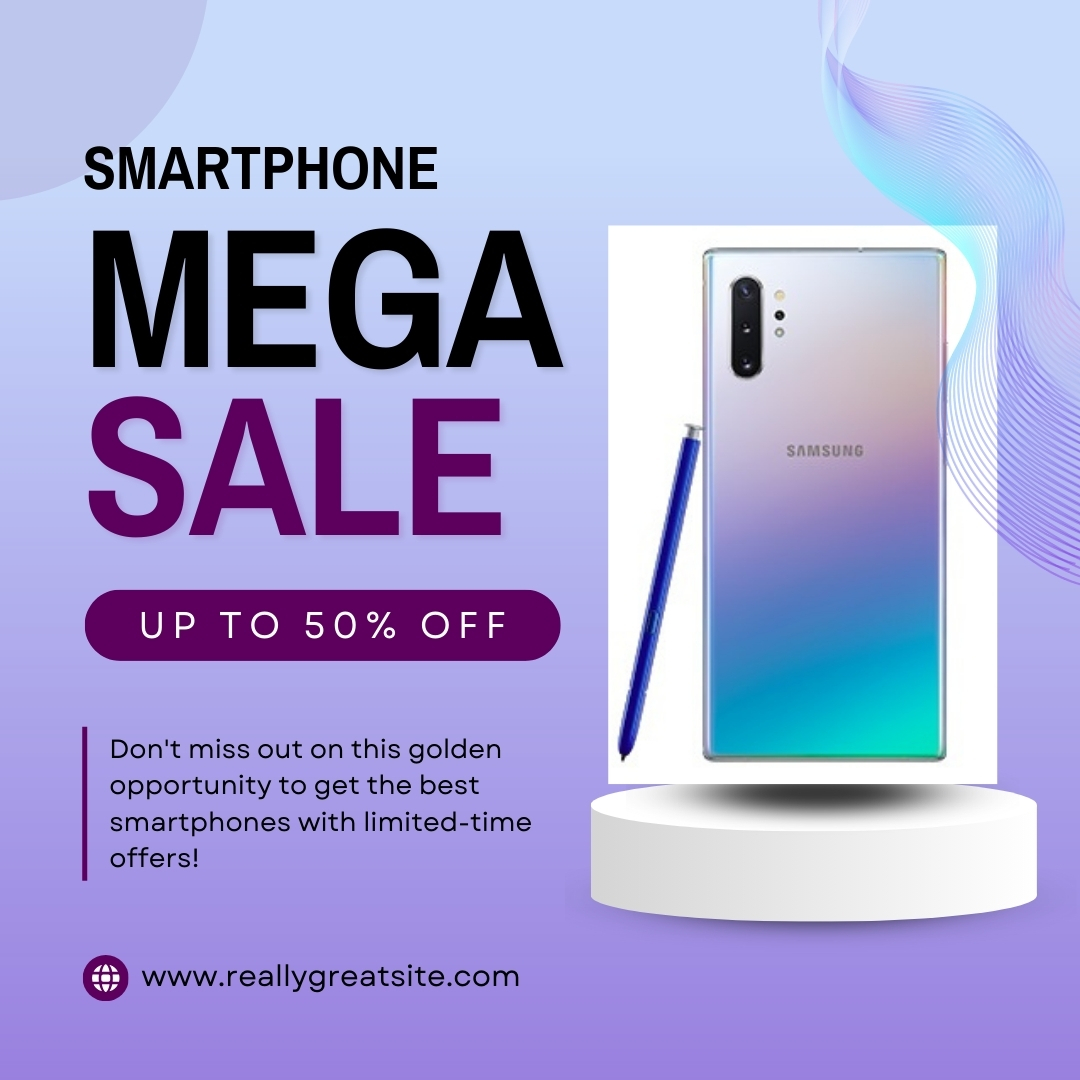 SMARTPHONE
MEGA
SALE
UP TO 50% OFF
Don't miss out on this golden
opportunity to get the best
smartphones with limited-time
offers!
www.reallygreatsite.com
SAMSUNG